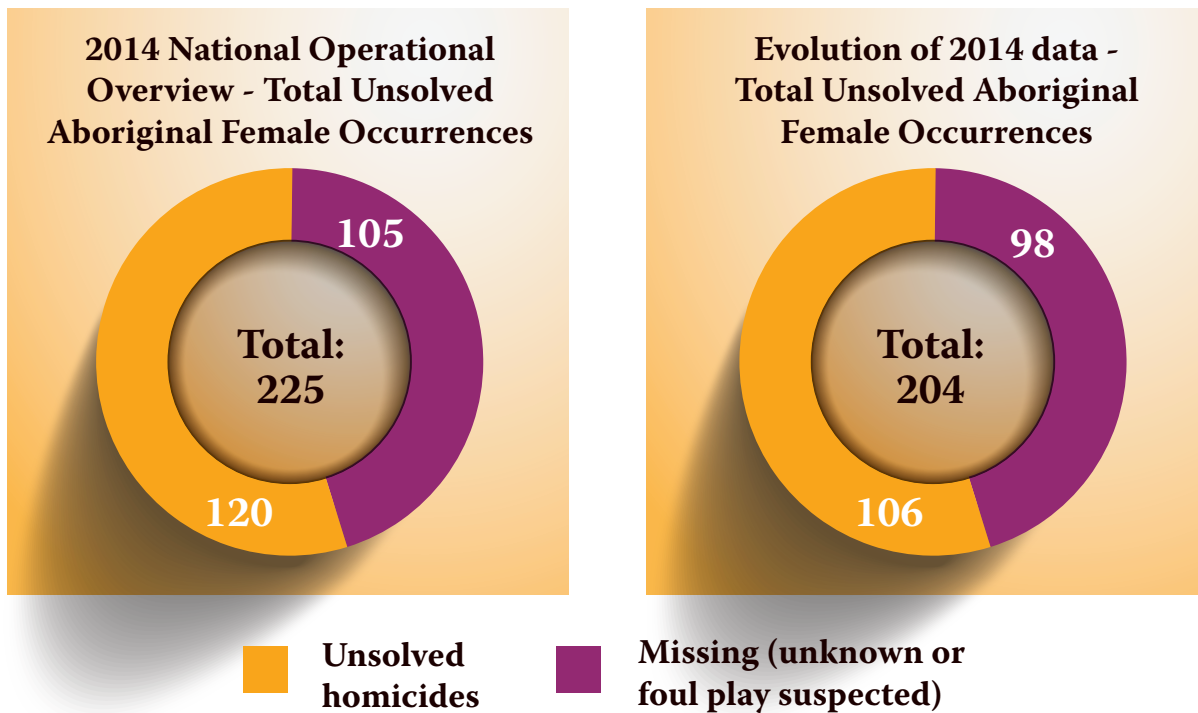 2014 National Operational
Overview - Total Unsolved
Aboriginal Female Occurrences
105
Total:
225
120
Evolution of 2014 data -
Total Unsolved Aboriginal
Female Occurrences
98
Total:
204
106
Unsolved
homicides
Missing (unknown or
foul play suspected)